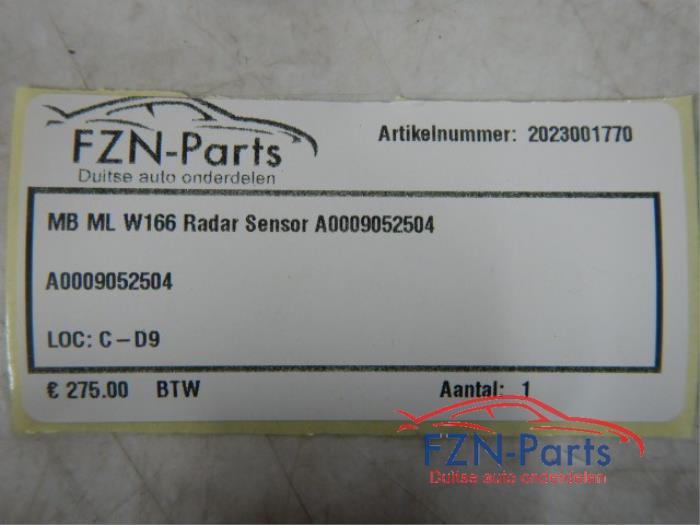 FZN-Parts
Duitse auto onderdelen
Artikelnummer: 2023001770
MB ML W166 Radar Sensor A0009052504
A0009052504
LOC: C-D9
€ 275.00 BTW
Aantal: 1
FZN-Parts
Duitse auto onderdelen